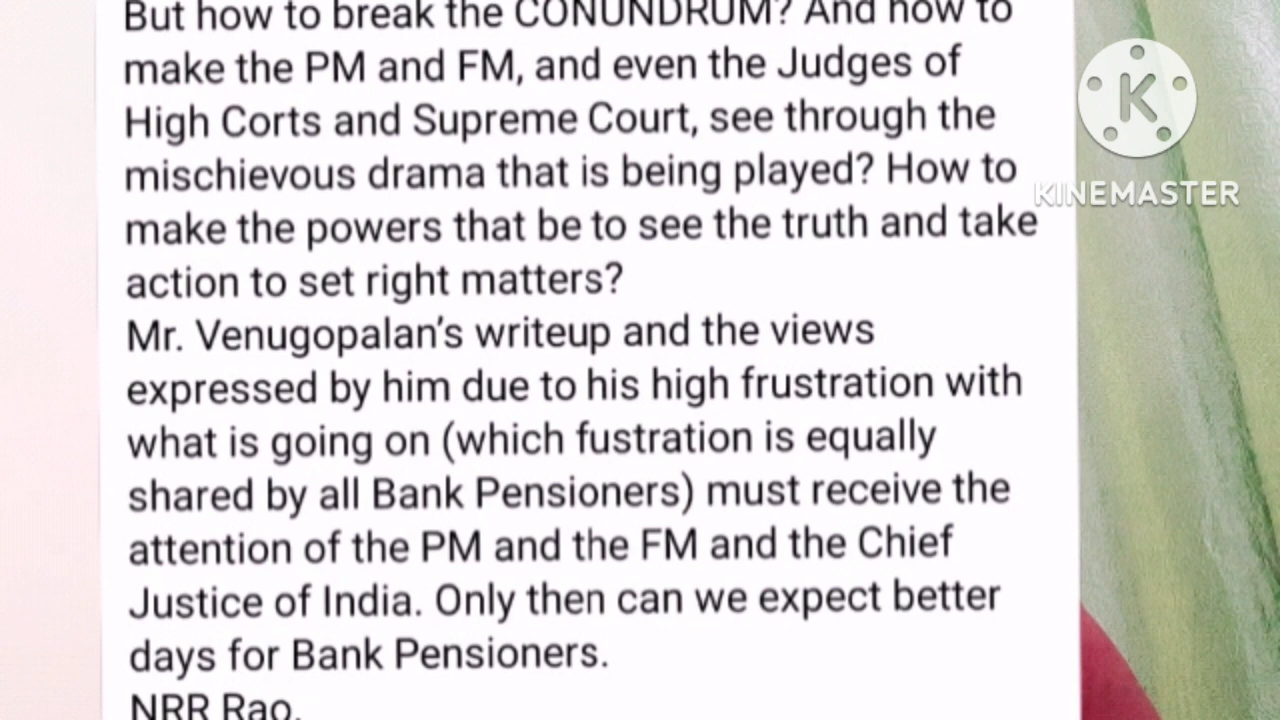 But how to break the CONUNDRUM? And how to
make the PM and FM, and even the Judges of
High Corts and Supreme Court, see through the
mischievous drama that is being played? How to
make the powers that be to see the truth and take
action to set right matters?
Mr. Venugopalan's writeup and the views
expressed by him due to his high frustration with
what is going on (which fustration is equally
shared by all Bank Pensioners) must receive the
attention of the PM and the FM and the Chief
Justice of India. Only then can we expect better
days for Bank Pensioners.
NRR Rao.
K
KINEMASTER